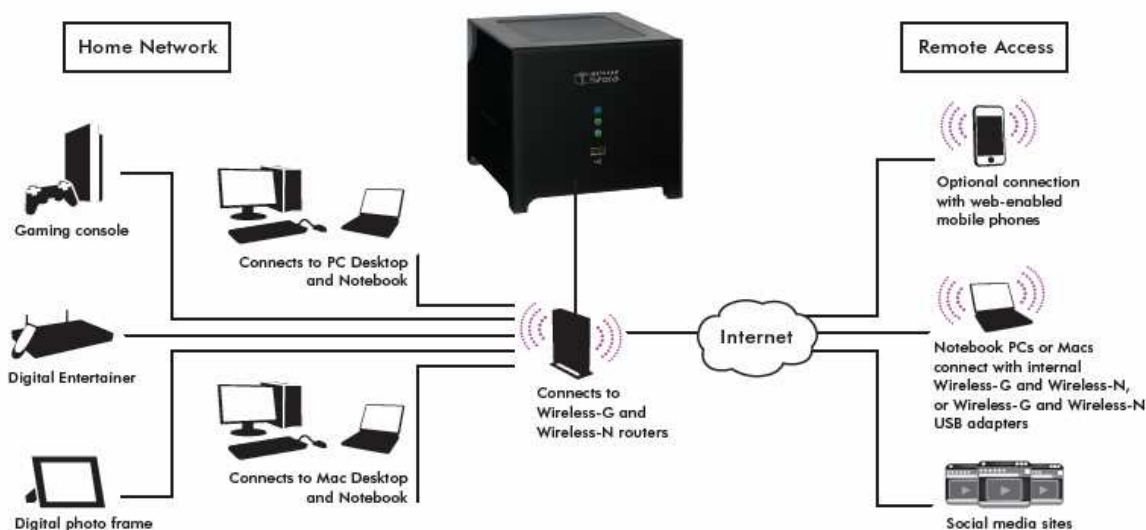 Home Network
NETGEAR
Stora
Remote Access
Gaming console
Connects to PC Desktop
and Notebook
Optional connection
with web-enabled
mobile phones
Digital Entertainer
Connects to
Wireless-G and
Wireless-N routers
Internet
Notebook PCs or Macs
connect with internal
Wireless-G and Wireless-N,
or Wireless-G and Wireless-N
USB adapters
Connects to Mac Desktop
and Notebook
Digital photo frame
Social media sites